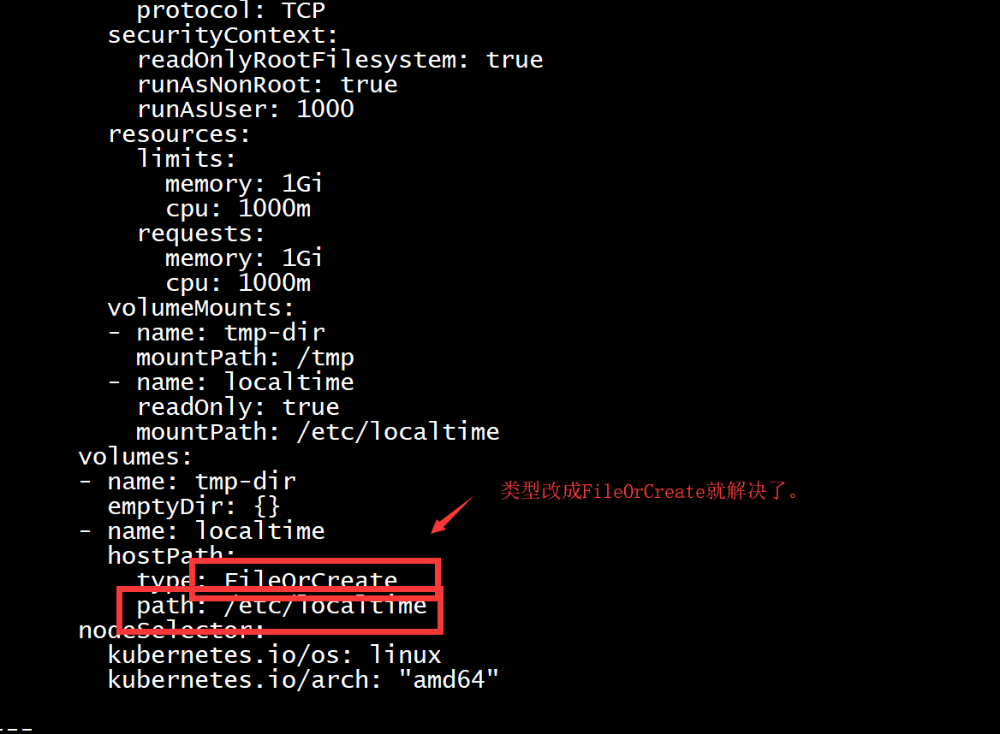 protocol: TCP
securityContext:
readOnlyRootFilesystem: true
runAsNonRoot: true
runAsUser: 1000
resources:
limits:
memory: 1Gi
cpu: 1000m
requests:
memory: 1Gi
cpu: 1000m
volumeMounts:
- name: tmp-dir
mountPath: /tmp
- name: localtime
readOnly: true
mountPath: /etc/localtime
volumes:
- name: tmp-dir
emptyDir: {}
- name: localtime
类型改成FileOrCreate就解决了。
hostPath:
type: FileOrCreate
path: /etc/localtime
nodeSelector:
kubernetes.io/os: linux
kubernetes.io/arch: "amd64"
---